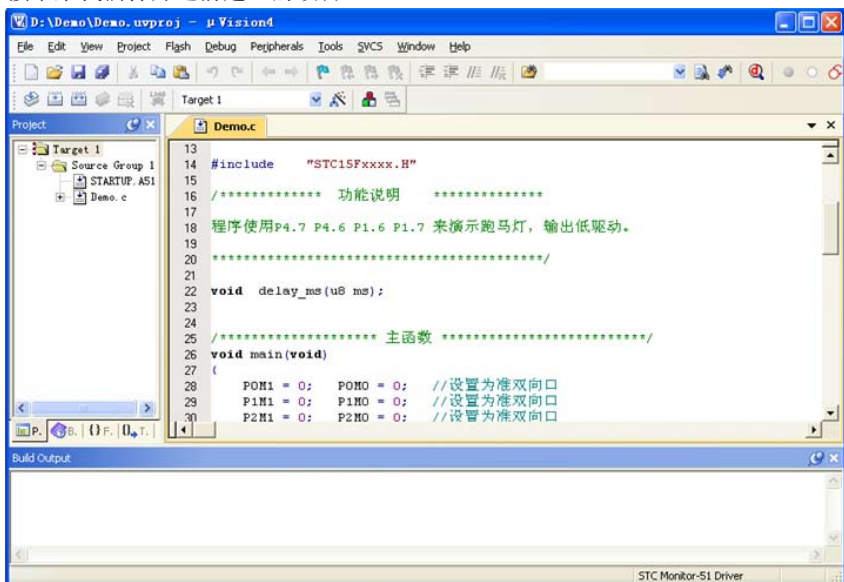 D:\Demo\Demo.uvproj - µVision4
File Edit View Project Flash Debug Peripherals Tools SVCS Window Help
Target 1
Project
Demo.c
Target 1
Source Group 1
STARTUP.A51
Demo.c
13
14 #include "STC15Fxxxx.H"
15
16 /************* 功能说明 **************
17
18 程序使用P4.7 P4.6 P1.6 P1.7 来演示跑马灯, 输出低驱动。
19
20 ******************************************/
21
22 void delay_ms(u8 ms);
23
24
25 /******************** 主函数 **************************/
26 void main(void)
27 {
28 P0M1 = 0; P0M0 = 0; //设置为准双向口
29 P1M1 = 0; P1M0 = 0; //设置为准双向口
30 P2M1 = 0; P2M0 = 0; //设置为准双向口
P. B. {} F. 0 T.
Build Output
STC Monitor-51 Driver